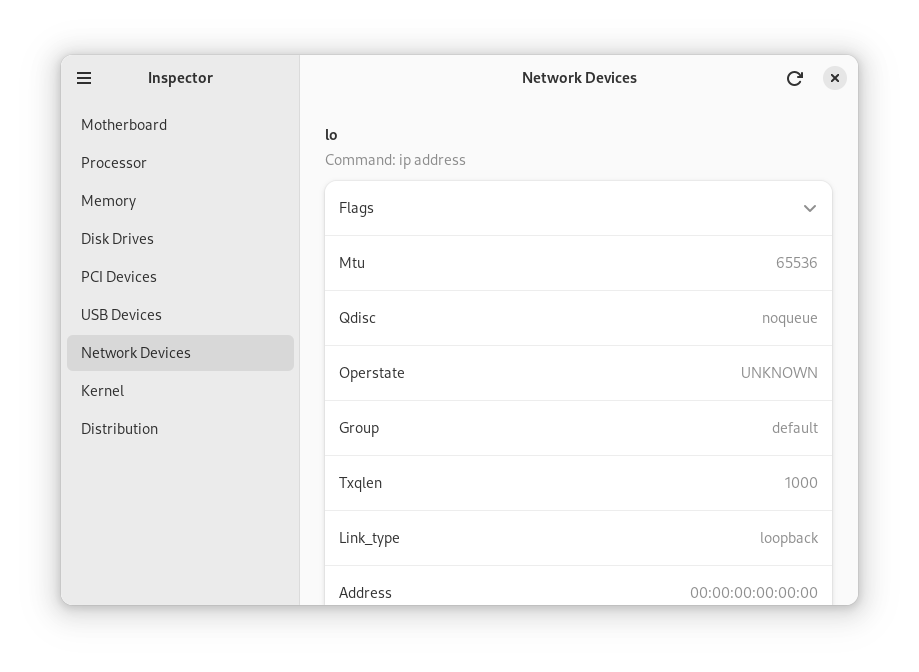 Inspector
Motherboard
Processor
Memory
Disk Drives
PCI Devices
USB Devices
Network Devices
Kernel
Distribution
Network Devices
lo
Command: ip address
Flags
Mtu 65536
Qdisc noqueue
Operstate UNKNOWN
Group default
Txqlen 1000
Link_type loopback
Address 00:00:00:00:00:00